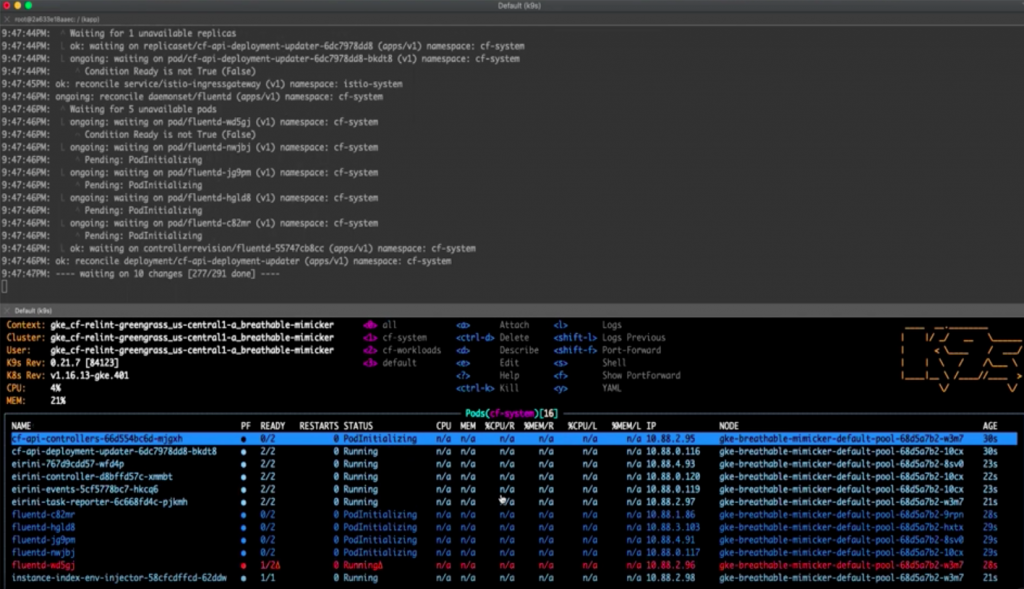 Default (k9s)
root@2a633e18aaec: / (kapp)
9:47:44PM: ^ Waiting for 1 unavailable replicas
9:47:44PM: L ok: waiting on replicaset/cf-api-deployment-updater-6dc7978dd8 (apps/v1) namespace: cf-system
9:47:44PM: L ongoing: waiting on pod/cf-api-deployment-updater-6dc7978dd8-bkdt8 (v1) namespace: cf-system
9:47:44PM: ^ Condition Ready is not True (False)
9:47:45PM: ok: reconcile service/istio-ingressgateway (v1) namespace: istio-system
9:47:46PM: ongoing: reconcile daemonset/fluentd (apps/v1) namespace: cf-system
9:47:46PM: ^ Waiting for 5 unavailable pods
9:47:46PM: L ongoing: waiting on pod/fluentd-wd5gj (v1) namespace: cf-system
9:47:46PM: ^ Condition Ready is not True (False)
9:47:46PM: L ongoing: waiting on pod/fluentd-nwjbj (v1) namespace: cf-system
9:47:46PM: ^ Pending: PodInitializing
9:47:46PM: L ongoing: waiting on pod/fluentd-jg9pm (v1) namespace: cf-system
9:47:46PM: ^ Pending: PodInitializing
9:47:46PM: L ongoing: waiting on pod/fluentd-hgld8 (v1) namespace: cf-system
9:47:46PM: ^ Pending: PodInitializing
9:47:46PM: L ongoing: waiting on pod/fluentd-c82mr (v1) namespace: cf-system
9:47:46PM: ^ Pending: PodInitializing
9:47:46PM: L ok: waiting on controllerrevision/fluentd-55747cb8cc (apps/v1) namespace: cf-system
9:47:46PM: ok: reconcile deployment/cf-api-deployment-updater (apps/v1) namespace: cf-system
9:47:47PM: ---- waiting on 10 changes [277/291 done] ----
Default (k9s)
Context: gke_cf-relint-greengrass_us-central1-a_breathable-mimicker <0> all <a> Attach <l> Logs
Cluster: gke_cf-relint-greengrass_us-central1-a_breathable-mimicker <1> cf-system <ctrl-d> Delete <shift-l> Logs Previous
User: gke_cf-relint-greengrass_us-central1-a_breathable-mimicker <2> cf-workloads <d> Describe <shift-f> Port-Forward
K9s Rev: 0.21.7 [84123] <3> default <e> Edit <s> Shell
K8s Rev: v1.16.13-gke.401 <?> Help <f> Show PortForward
CPU: 4% <ctrl-k> Kill <y> YAML
MEM: 21%
Pods(cf-system)[16]
NAME PF READY RESTARTS STATUS CPU MEM %CPU/R %MEM/R %CPU/L %MEM/L IP NODE AGE
cf-api-controllers-66d554bc6d-mjgxh ● 0/2 0 PodInitializing n/a n/a n/a n/a n/a n/a 10.88.2.95 gke-breathable-mimicker-default-pool-68d5a7b2-w3m7 30s
cf-api-deployment-updater-6dc7978dd8-bkdt8 ● 2/2 0 Running n/a n/a n/a n/a n/a n/a 10.88.0.116 gke-breathable-mimicker-default-pool-68d5a7b2-10cx 30s
eirini-767d9cdd57-wfd4p ● 2/2 0 Running n/a n/a n/a n/a n/a n/a 10.88.4.93 gke-breathable-mimicker-default-pool-68d5a7b2-8sv0 23s
eirini-controller-d8bffd57c-xmmbt ● 2/2 0 Running n/a n/a n/a n/a n/a n/a 10.88.0.120 gke-breathable-mimicker-default-pool-68d5a7b2-10cx 22s
eirini-events-5cf5778bc7-hkcq6 ● 2/2 0 Running n/a n/a n/a n/a n/a n/a 10.88.0.119 gke-breathable-mimicker-default-pool-68d5a7b2-10cx 23s
eirini-task-reporter-6c668fd4c-pjkmh ● 2/2 0 Running n/a n/a n/a n/a n/a n/a 10.88.2.97 gke-breathable-mimicker-default-pool-68d5a7b2-w3m7 21s
fluentd-c82mr ● 0/2 0 PodInitializing n/a n/a n/a n/a n/a n/a 10.88.1.86 gke-breathable-mimicker-default-pool-68d5a7b2-9rpn 28s
fluentd-hgld8 ● 0/2 0 PodInitializing n/a n/a n/a n/a n/a n/a 10.88.3.103 gke-breathable-mimicker-default-pool-68d5a7b2-hxtx 29s
fluentd-jg9pm ● 0/2 0 PodInitializing n/a n/a n/a n/a n/a n/a 10.88.4.91 gke-breathable-mimicker-default-pool-68d5a7b2-8sv0 29s
fluentd-nwjbj ● 0/2 0 PodInitializing n/a n/a n/a n/a n/a n/a 10.88.0.117 gke-breathable-mimicker-default-pool-68d5a7b2-10cx 29s
fluentd-wd5gj ● 1/2Δ 0 RunningΔ n/a n/a n/a n/a n/a n/a 10.88.2.96 gke-breathable-mimicker-default-pool-68d5a7b2-w3m7 28s
instance-index-env-injector-58fcfdffcd-62ddw ● 1/1 0 Running n/a n/a n/a n/a n/a n/a 10.88.2.98 gke-breathable-mimicker-default-pool-68d5a7b2-w3m7 21s